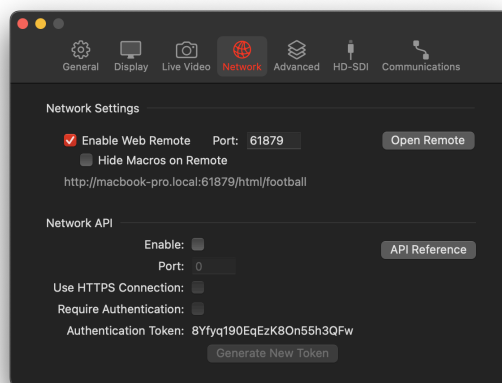 General Display Live Video Network Advanced HD-SDI Communications
Network Settings
Enable Web Remote Port: 61879 Open Remote
Hide Macros on Remote
http://macbook-pro.local:61879/html/football
Network API
Enable: API Reference
Port: 0
Use HTTPS Connection:
Require Authentication:
Authentication Token: 8Yfyq190EqEzK8On55h3QFw
Generate New Token